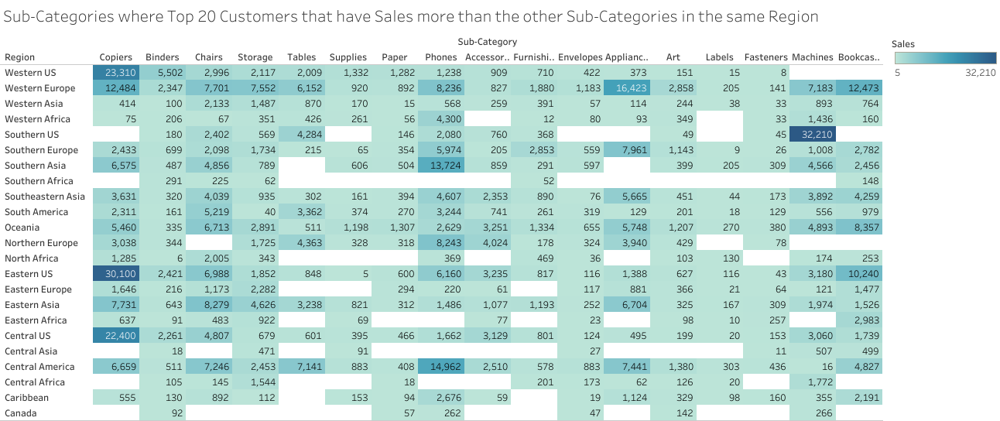 Sub-Categories where Top 20 Customers that have Sales more than the other Sub-Categories in the same Region
Sub-Category
Sales
Region Copiers Binders Chairs Storage Tables Supplies Paper Phones Accessor.. Furnishi.. Envelopes Applianc.. Art Labels Fasteners Machines Bookcas..
5 32,210
Western US 23,310 5,502 2,996 2,117 2,009 1,332 1,282 1,238 909 710 422 373 151 15 8
Western Europe 12,484 2,347 7,701 7,552 6,152 920 892 8,236 827 1,880 1,183 16,423 2,858 205 141 7,183 12,473
Western Asia 414 100 2,133 1,487 870 170 15 568 259 391 57 114 244 38 33 893 764
Western Africa 75 206 67 351 426 261 56 4,300 12 80 93 349 33 1,436 160
Southern US 180 2,402 569 4,284 146 2,080 760 368 49 45 32,210
Southern Europe 2,433 699 2,098 1,734 215 65 354 5,974 205 2,853 559 7,961 1,143 9 26 1,008 2,782
Southern Asia 6,575 487 4,856 789 606 504 13,724 859 291 597 399 205 309 4,566 2,456
Southern Africa 291 225 62 52 148
Southeastern Asia 3,631 320 4,039 935 302 161 394 4,607 2,353 890 76 5,665 451 44 173 3,892 4,259
South America 2,311 161 5,219 40 3,362 374 270 3,244 741 261 319 129 201 18 129 556 979
Oceania 5,460 335 6,713 2,891 511 1,198 1,307 2,629 3,251 1,334 655 5,748 1,207 270 380 4,893 8,357
Northern Europe 3,038 344 1,725 4,363 328 318 8,243 4,024 178 324 3,940 429 78
North Africa 1,285 6 2,005 343 369 469 36 103 130 174 253
Eastern US 30,100 2,421 6,988 1,852 848 5 600 6,160 3,235 817 116 1,388 627 116 43 3,180 10,240
Eastern Europe 1,646 216 1,173 2,282 294 220 61 117 881 366 21 64 121 1,477
Eastern Asia 7,731 643 8,279 4,626 3,238 821 312 1,486 1,077 1,193 252 6,704 325 167 309 1,974 1,526
Eastern Africa 637 91 483 922 69 77 23 98 10 257 2,983
Central US 22,400 2,261 4,807 679 601 395 466 1,662 3,129 801 124 495 199 20 153 3,060 1,739
Central Asia 18 471 91 27 11 507 499
Central America 6,659 511 7,246 2,453 7,141 883 408 14,962 2,510 578 883 7,441 1,380 303 436 16 4,827
Central Africa 105 145 1,544 18 201 173 62 126 20 1,772
Caribbean 555 130 892 112 153 94 2,676 59 19 1,124 329 98 160 355 2,191
Canada 92 57 262 47 142 266